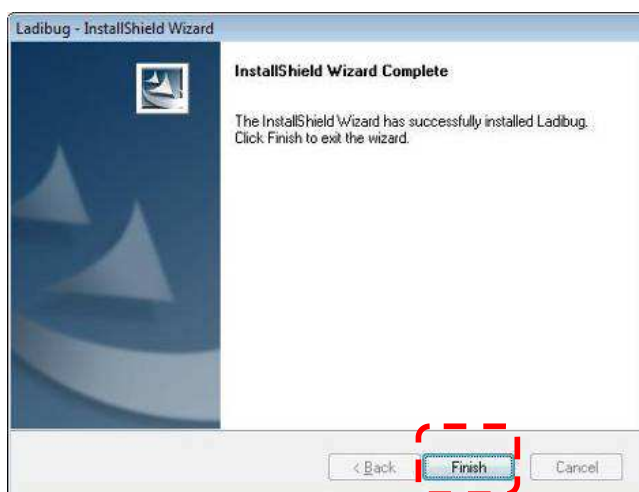 Ladibug - InstallShield Wizard
InstallShield Wizard Complete
The InstallShield Wizard has successfully installed Ladibug.
Click Finish to exit the wizard.
< Back
Finish
Cancel